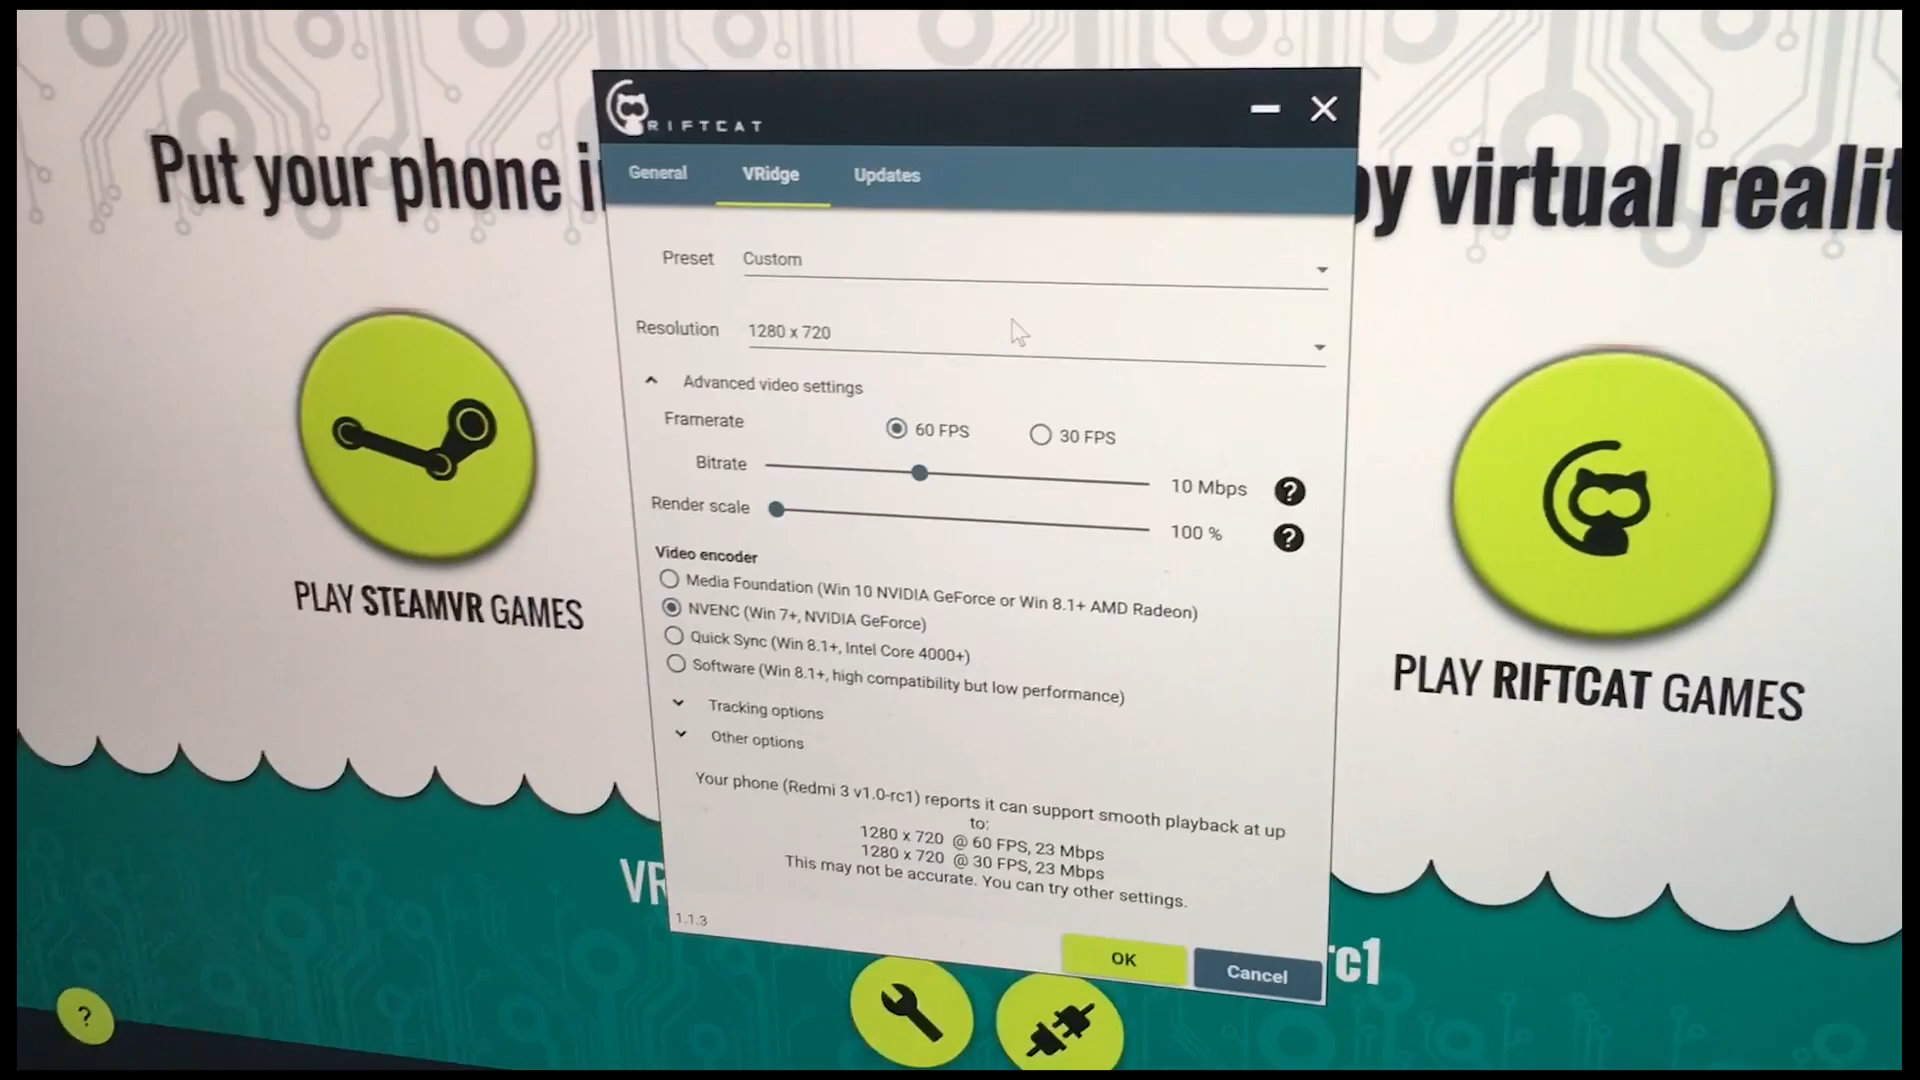 RIFTCAT
General VRidge Updates
Put your phone i
y virtual realit
Preset Custom
Resolution 1280 x 720
Advanced video settings
Framerate 60 FPS 30 FPS
Bitrate 10 Mbps ?
Render scale 100 % ?
Video encoder
Media Foundation (Win 10 NVIDIA GeForce or Win 8.1+ AMD Radeon)
NVENC (Win 7+, NVIDIA GeForce)
Quick Sync (Win 8.1+, Intel Core 4000+)
Software (Win 8.1+, high compatibility but low performance)
PLAY STEAMVR GAMES
PLAY RIFTCAT GAMES
Tracking options
Other options
Your phone (Redmi 3 v1.0-rc1) reports it can support smooth playback at up
to:
1280 x 720 @ 60 FPS, 23 Mbps
1280 x 720 @ 30 FPS, 23 Mbps
This may not be accurate. You can try other settings.
VR
rc1
1.1.3
OK Cancel
?